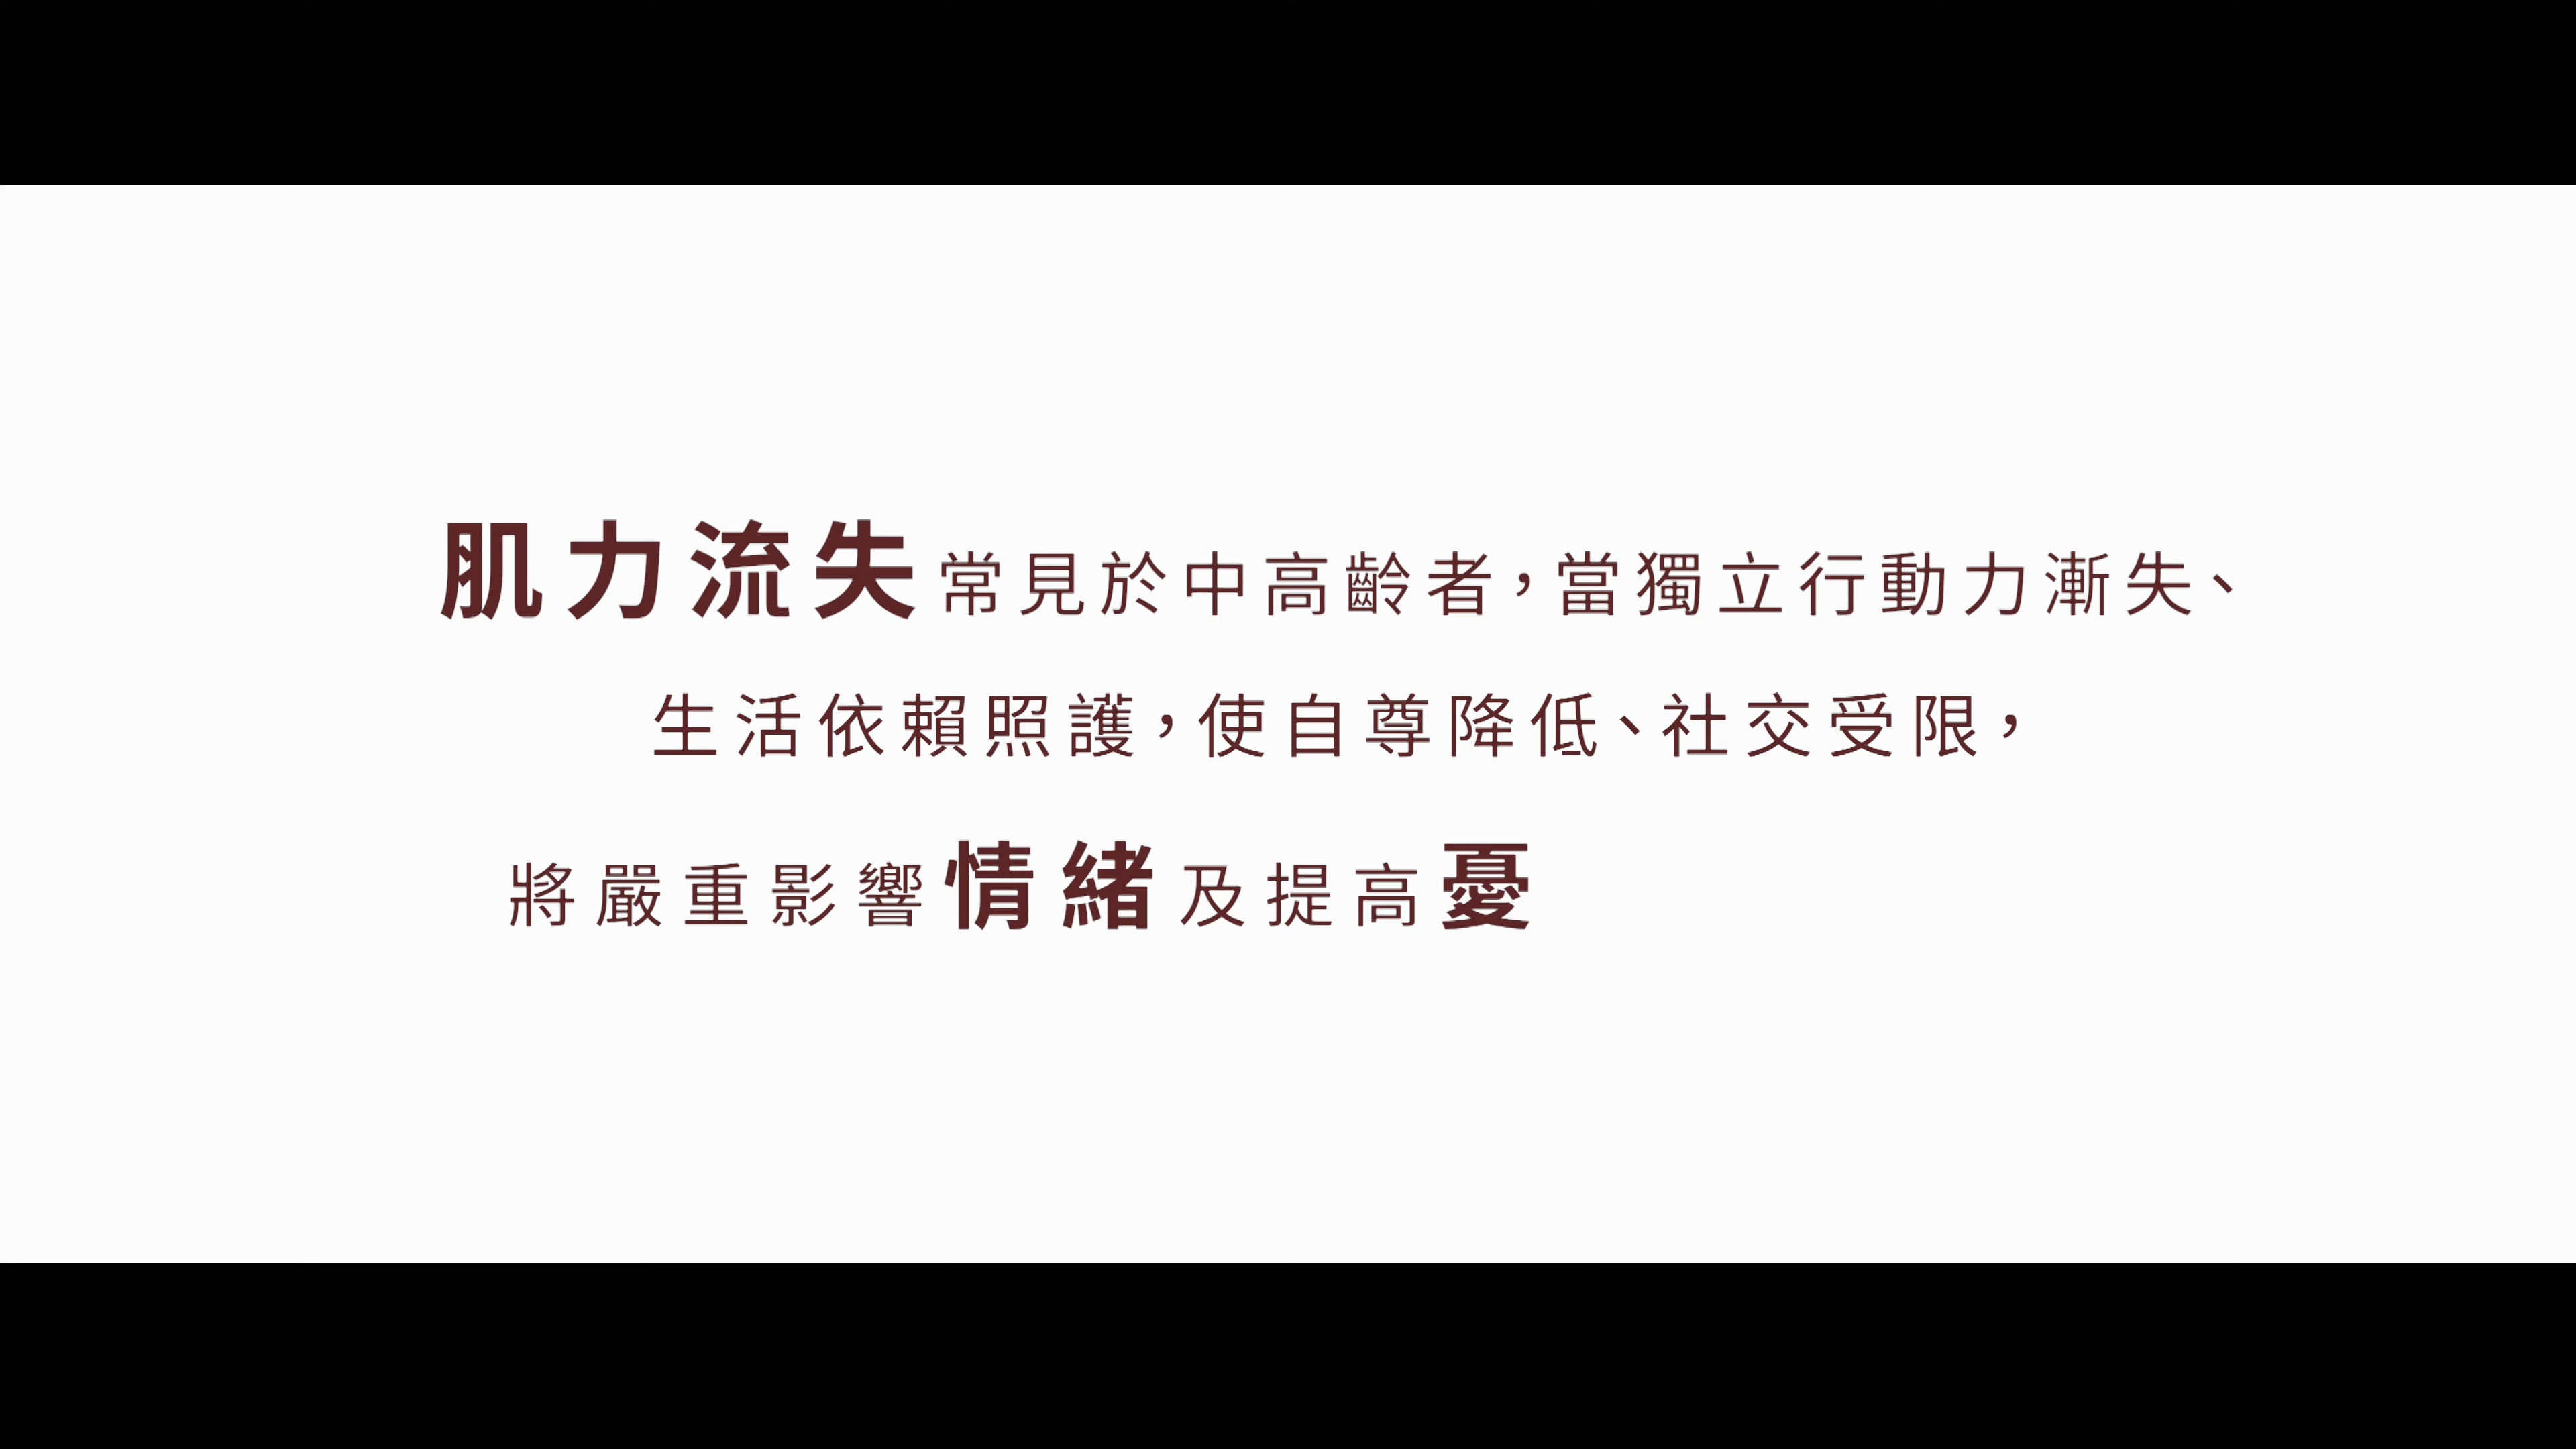 肌力流失常見於中高齡者，當獨立行動力漸失、
生活依賴照護，使自尊降低、社交受限，
將嚴重影響情緒及提高憂